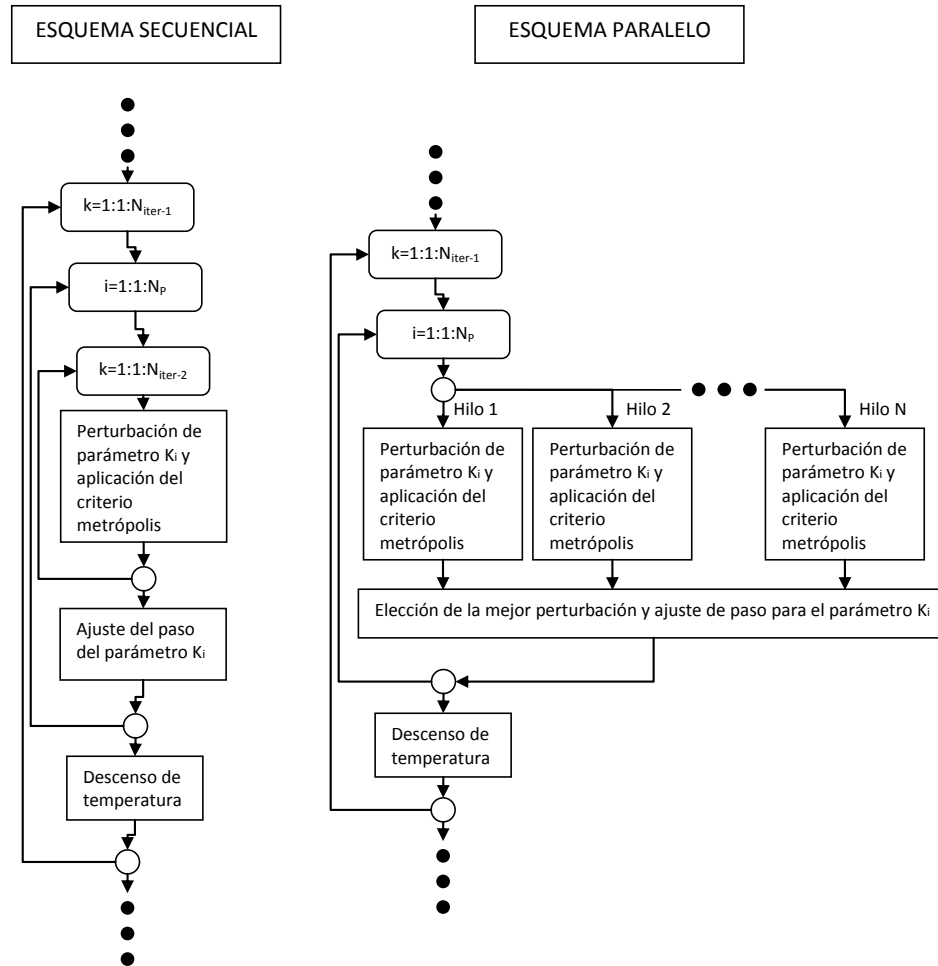 ESQUEMA SECUENCIAL
k=1:1:Niter-1
i=1:1:NP
k=1:1:Niter-2
Perturbación de
parámetro Ki y
aplicación del
criterio
metrópolis
Ajuste del paso
del parámetro Ki
Descenso de
temperatura
ESQUEMA PARALELO
k=1:1:Niter-1
i=1:1:NP
Hilo 1
Hilo 2
Hilo N
Perturbación de
parámetro Ki y
aplicación del
criterio
metrópolis
Perturbación de
parámetro Ki y
aplicación del
criterio
metrópolis
Perturbación de
parámetro Ki y
aplicación del
criterio
metrópolis
Elección de la mejor perturbación y ajuste de paso para el parámetro Ki
Descenso de
temperatura